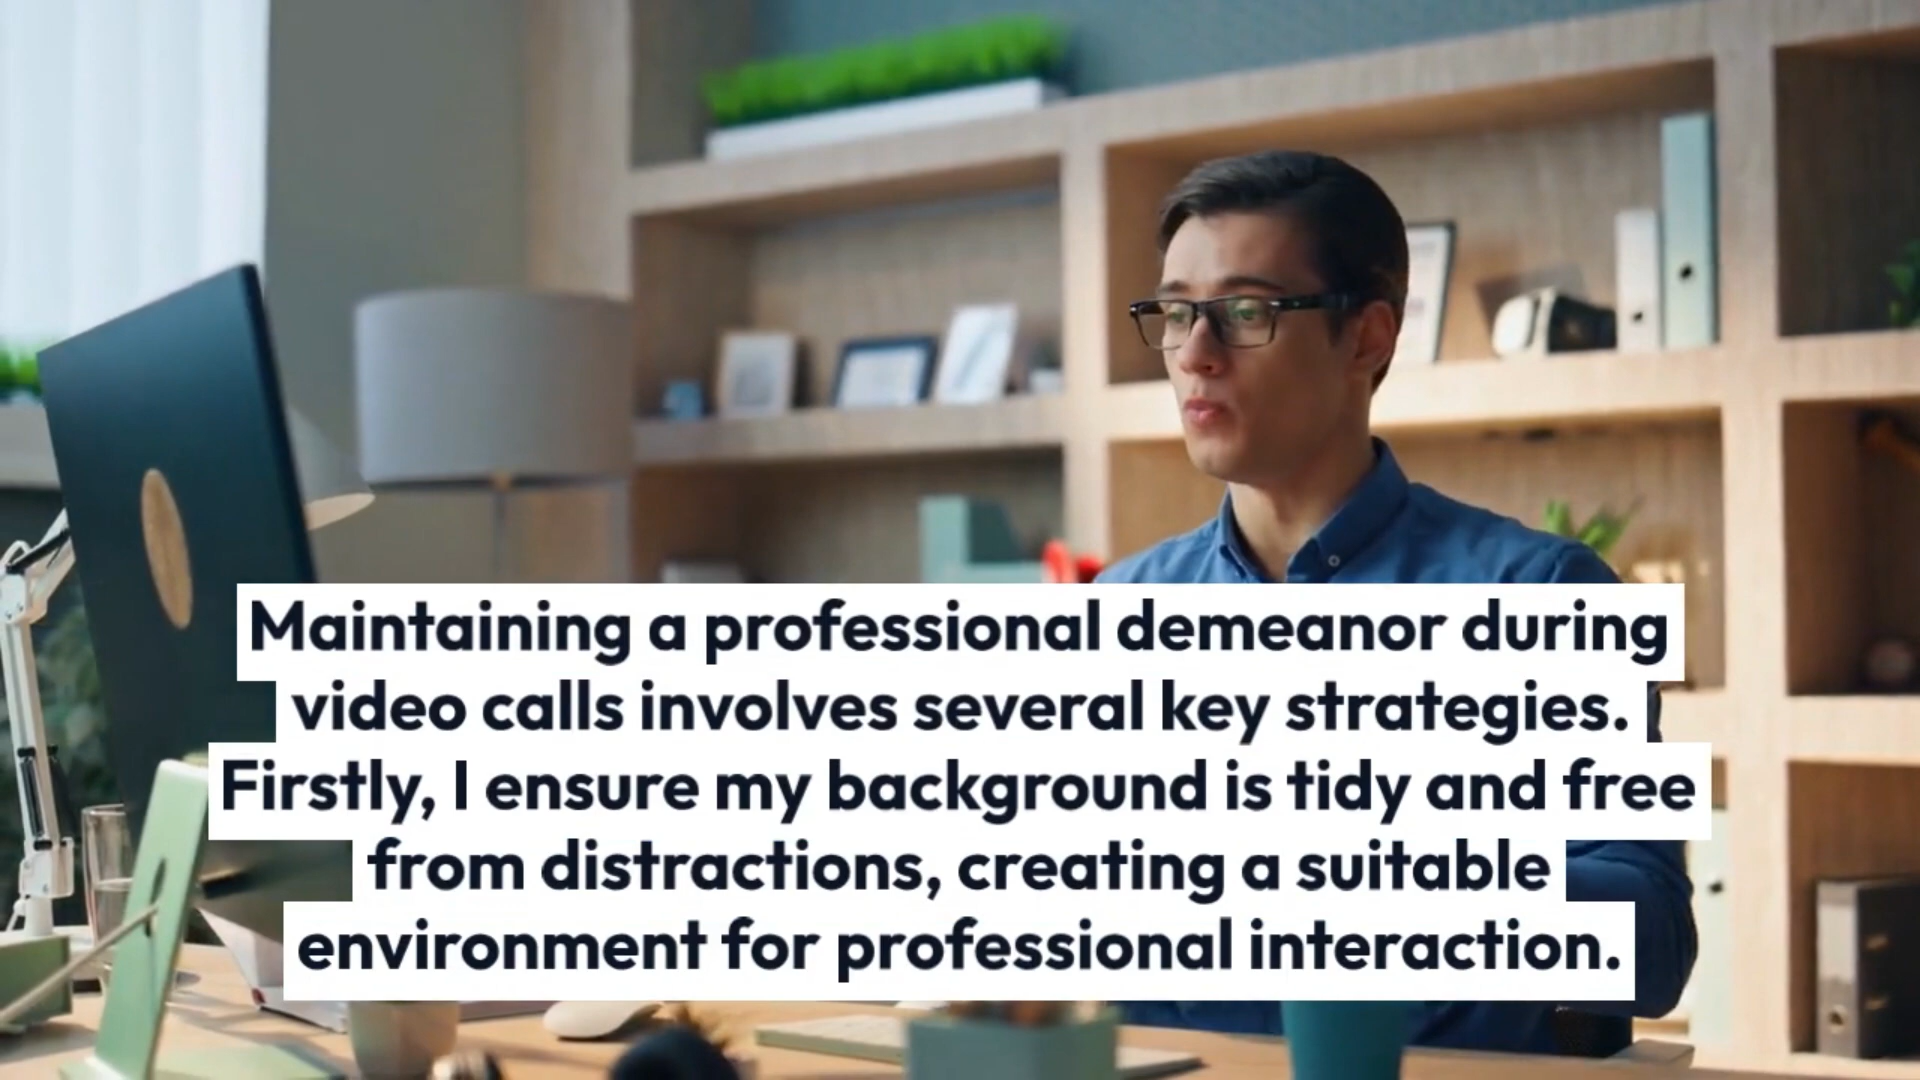 Maintaining a professional demeanor during
video calls involves several key strategies.
Firstly, I ensure my background is tidy and free
from distractions, creating a suitable
environment for professional interaction.